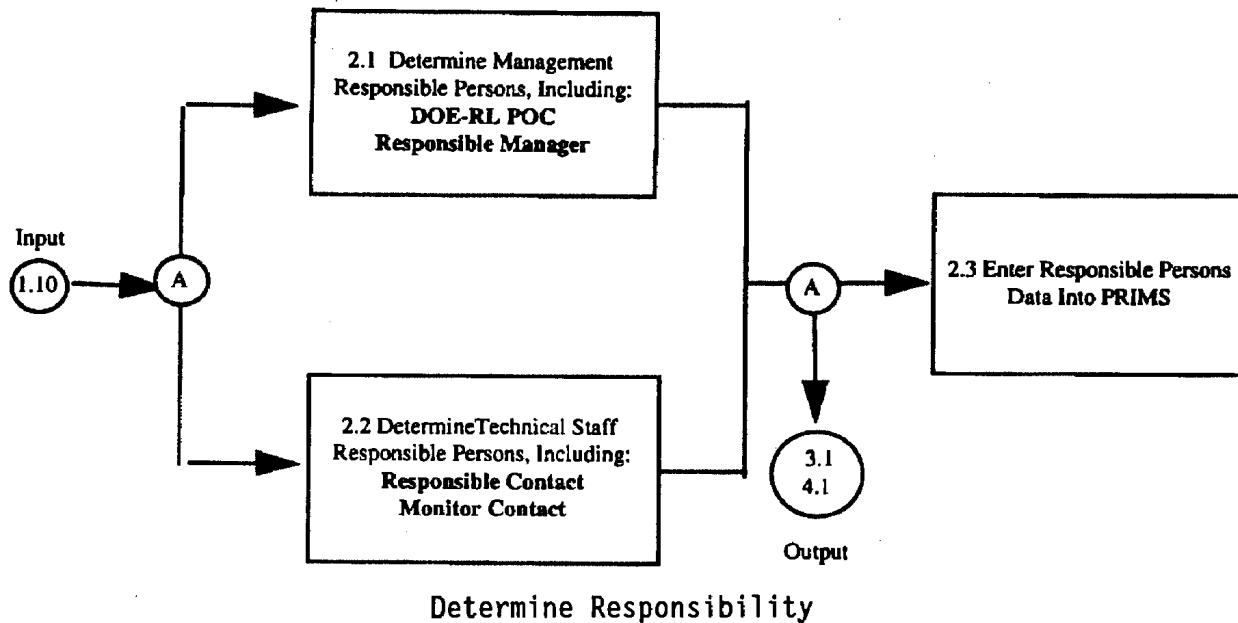 2.1 Determine Management
Responsible Persons, Including:
DOE-RL POC
Responsible Manager
Input
1.10
A
A
2.3 Enter Responsible Persons
Data Into PRIMS
2.2 DetermineTechnical Staff
Responsible Persons, Including:
Responsible Contact
Monitor Contact
3.1
4.1
Output
Determine Responsibility